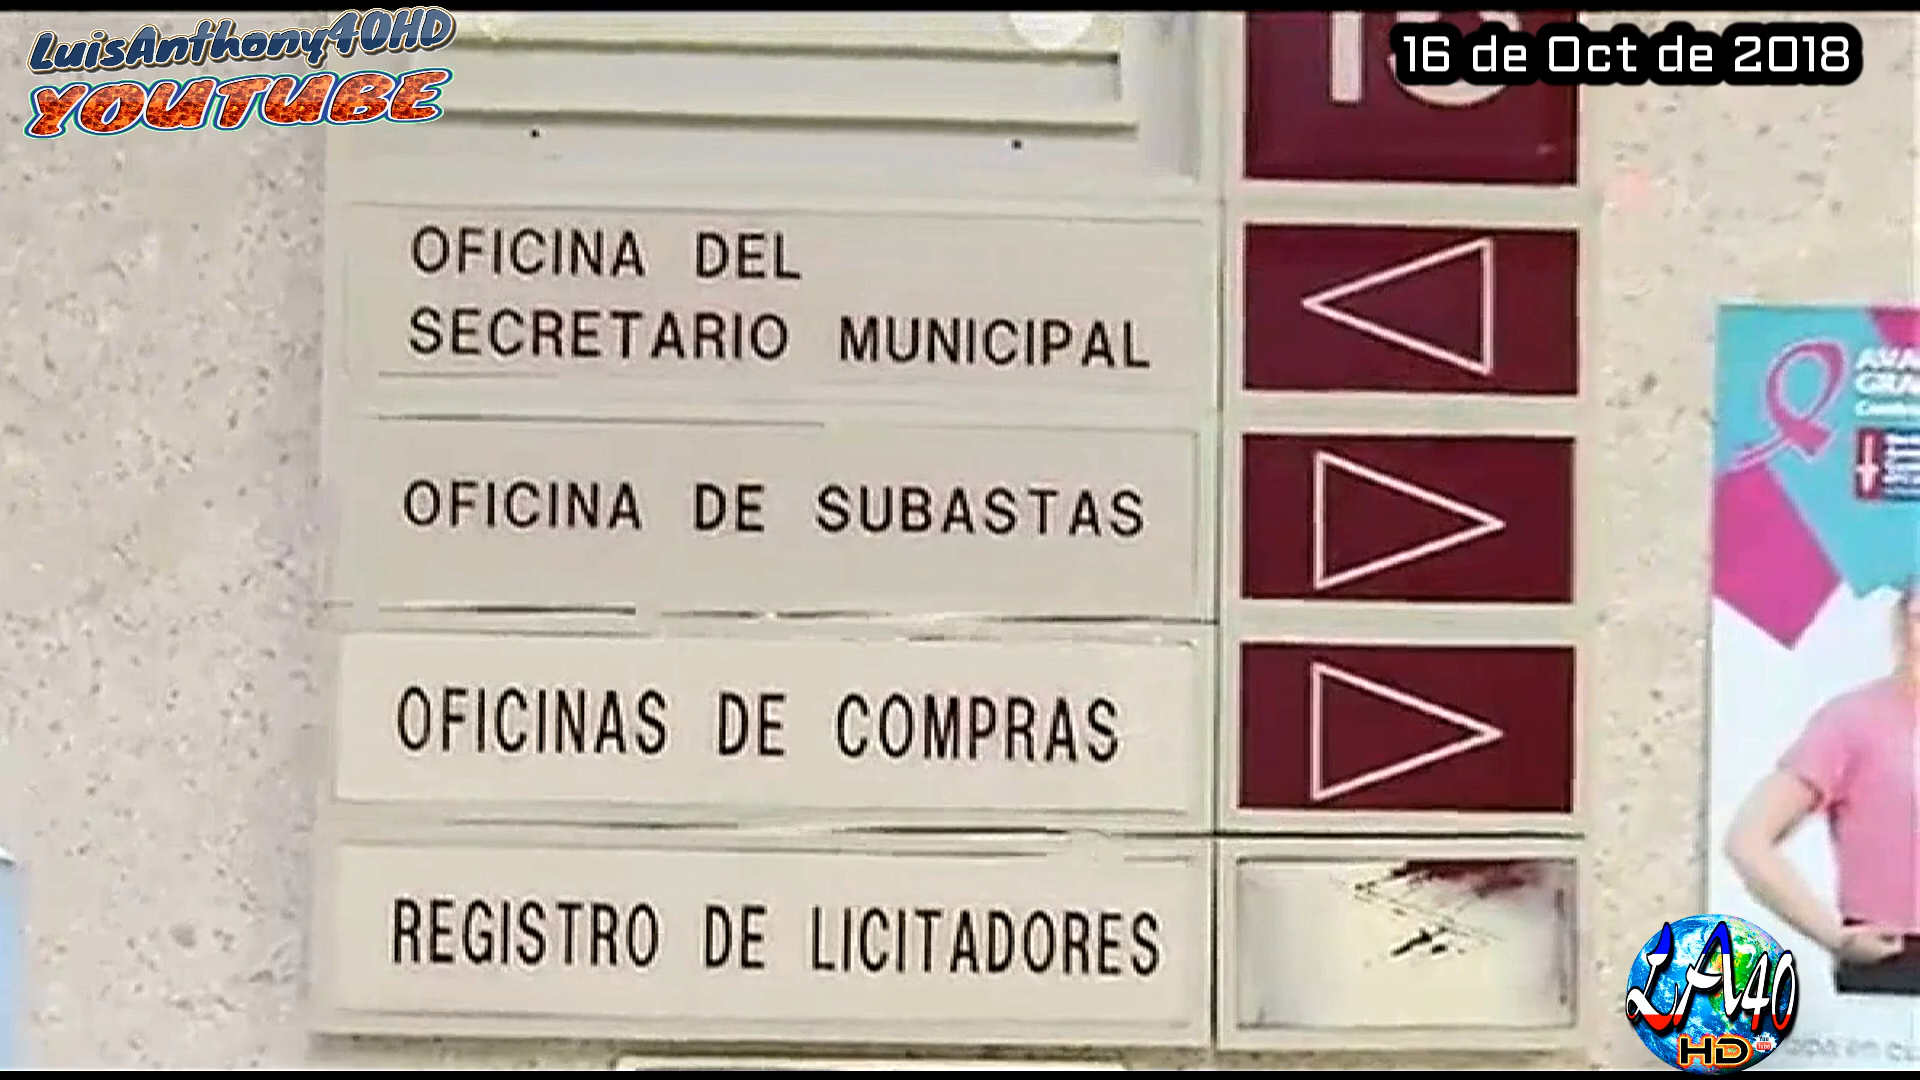 LuisAnthony40HD
YOUTUBE
16 de Oct de 2018
OFICINA DEL
SECRETARIO MUNICIPAL
OFICINA DE SUBASTAS
OFICINAS DE COMPRAS
REGISTRO DE LICITADORES
LA40
HD